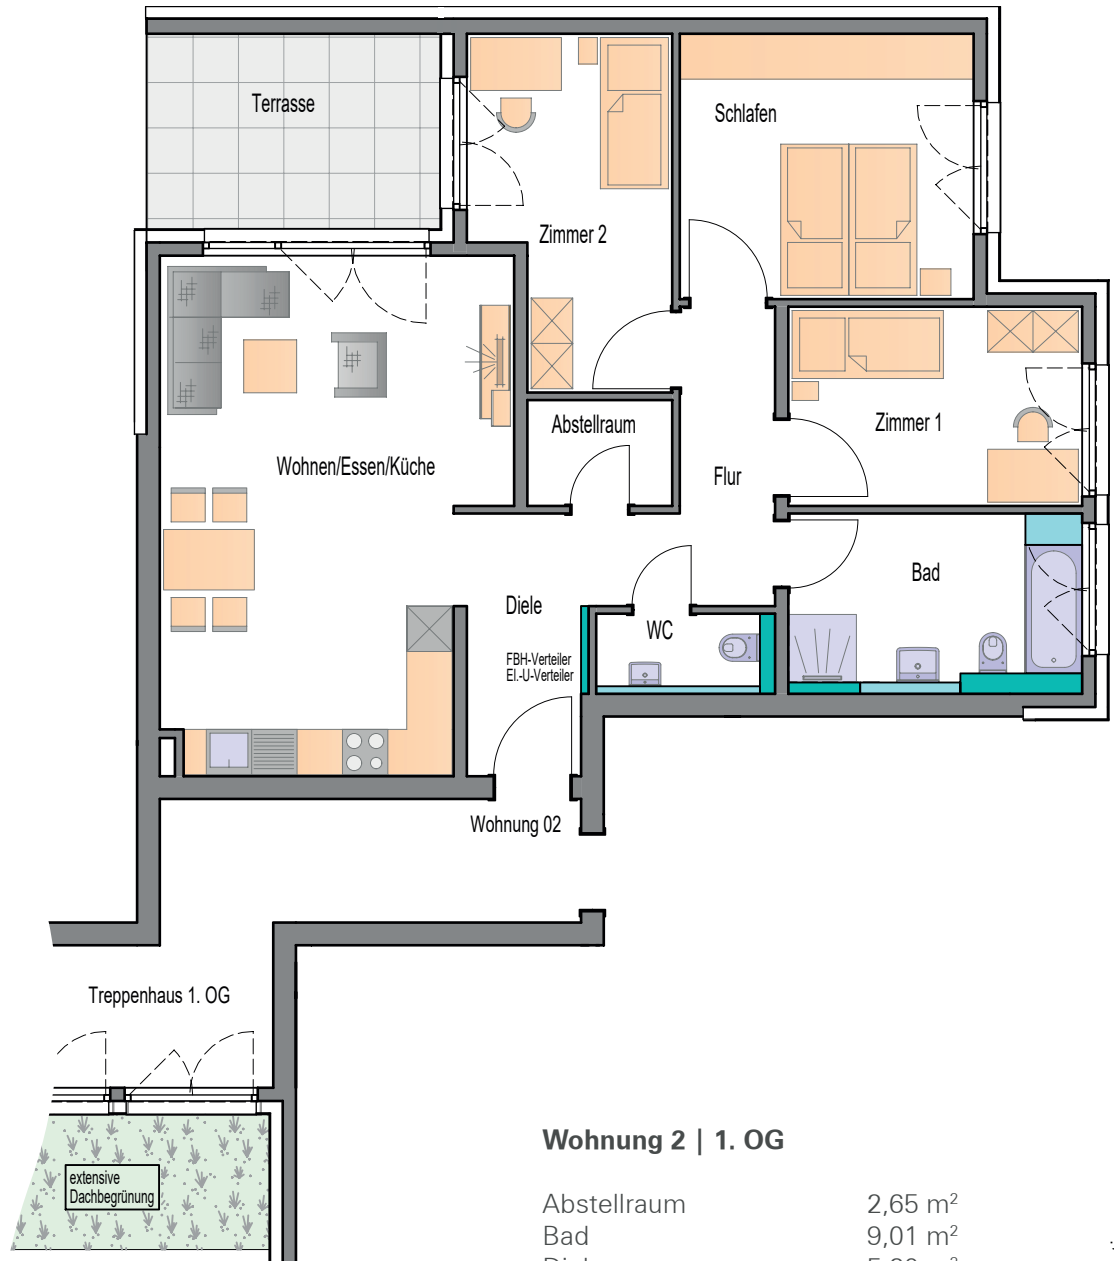 Terrasse
Schlafen
Zimmer 2
Zimmer 1
Abstellraum
Wohnen/Essen/Küche
Flur
Bad
Diele
WC
FBH-Verteiler
El.-U-Verteiler
Wohnung 02
Treppenhaus 1. OG
extensive
Dachbegrünung
Wohnung 2 | 1. OG
Abstellraum 2,65 m²
Bad 9,01 m²